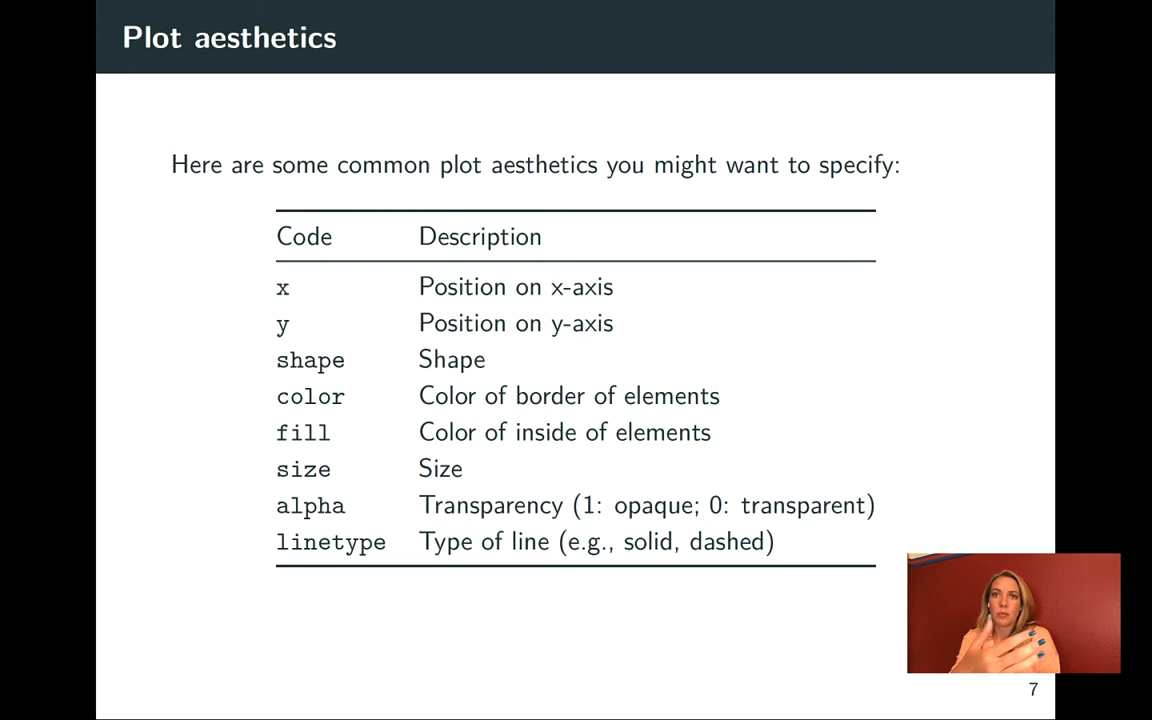 Plot aesthetics
Here are some common plot aesthetics you might want to specify:
Code Description
x Position on x-axis
y Position on y-axis
shape Shape
color Color of border of elements
fill Color of inside of elements
size Size
alpha Transparency (1: opaque; 0: transparent)
linetype Type of line (e.g., solid, dashed)
7